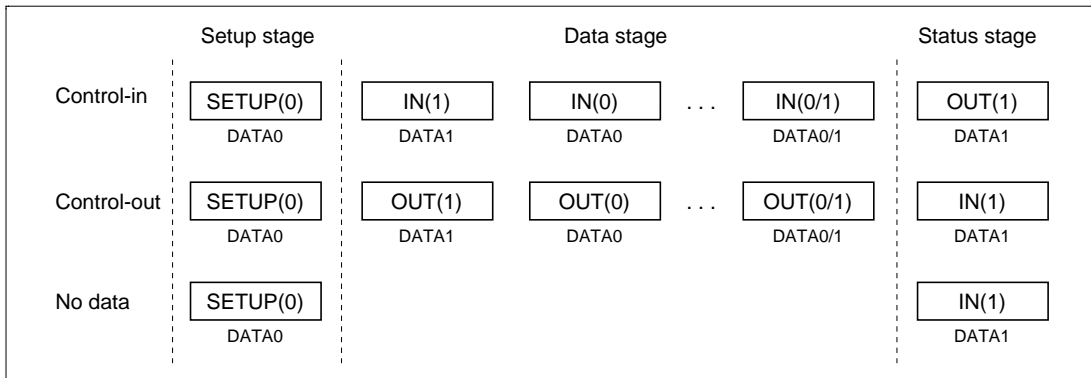 Setup stage Data stage Status stage
Control-in SETUP(0) IN(1) IN(0) . . . IN(0/1) OUT(1)
DATA0 DATA1 DATA0 DATA0/1 DATA1
Control-out SETUP(0) OUT(1) OUT(0) . . . OUT(0/1) IN(1)
DATA0 DATA1 DATA0 DATA0/1 DATA1
No data SETUP(0) IN(1)
DATA0 DATA1